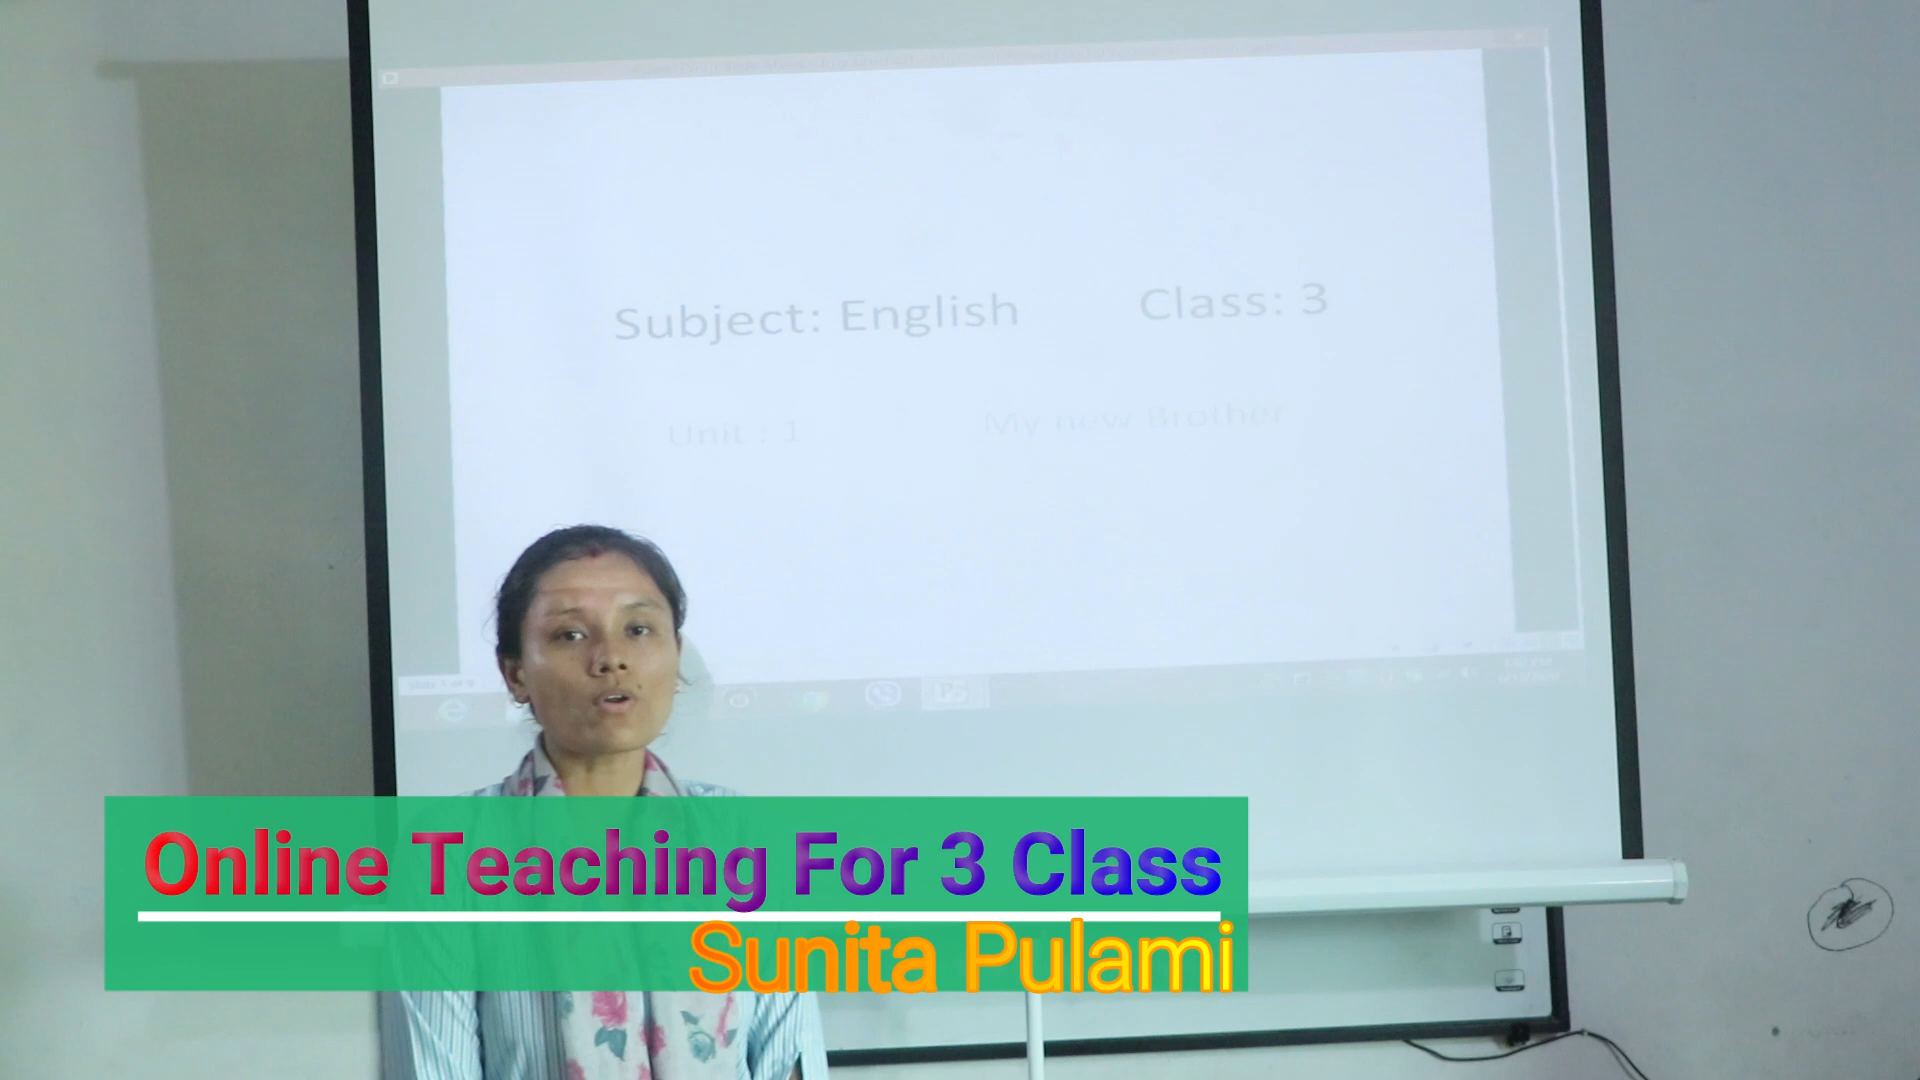 Subject: English Class: 3
Unit : 1 My new Brother
Online Teaching For 3 Class
Sunita Pulami